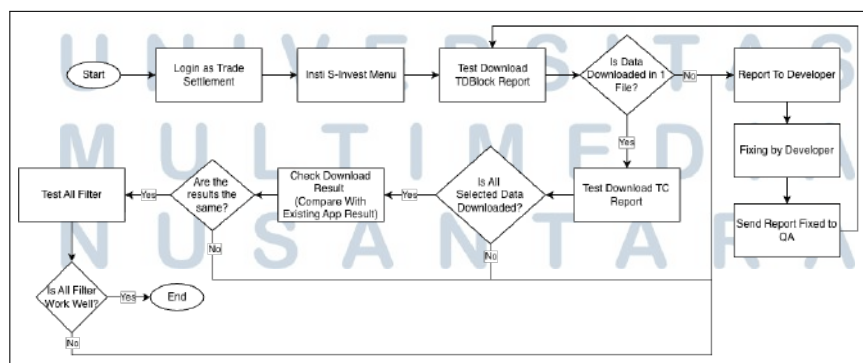 UNIVERSITAS
MULTIMEDIA
NUSANTARA
Start
Login as Trade
Settlement
Insti S-Invest Menu
Test Download
TDBlock Report
Is Data
Downloaded in 1
File?
No
Report To Developer
Fixing by Developer
Send Report Fixed to
QA
Yes
Test Download TC
Report
Is All
Selected Data
Downloaded?
Yes
No
Check Download
Result
(Compare With
Existing App Result)
Are the
results the
same?
Yes
No
Test All Filter
Is All Filter
Work Well?
Yes
End
No